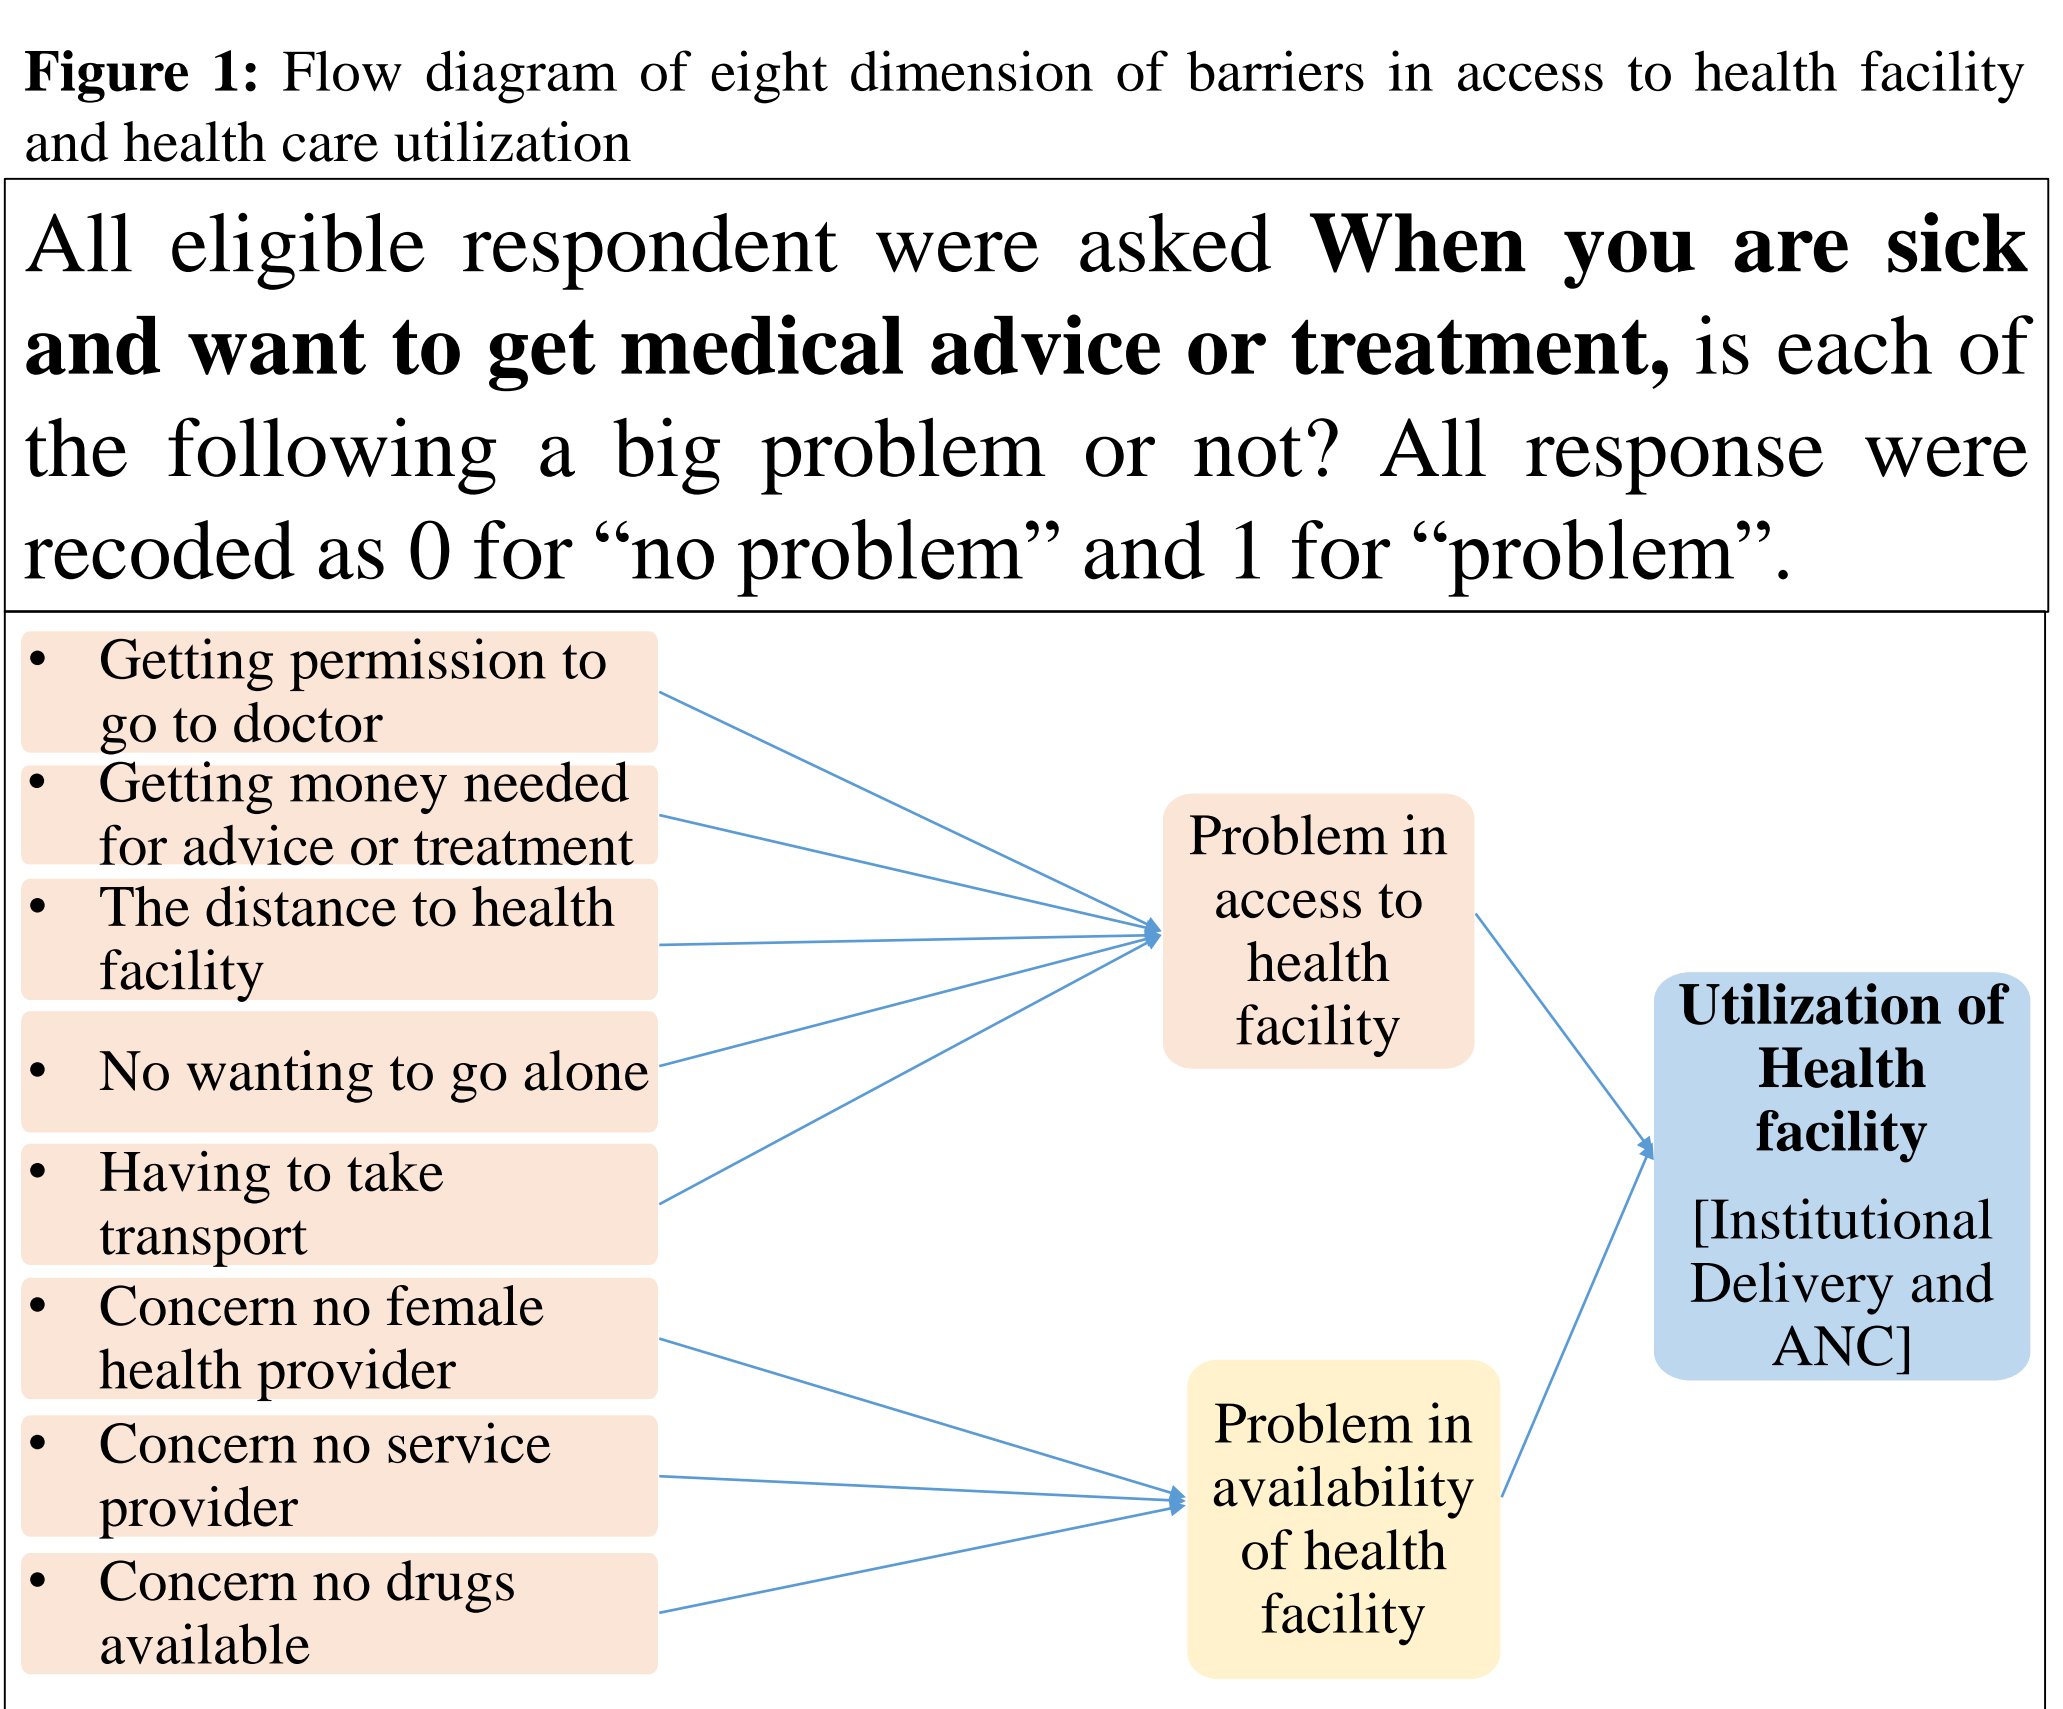 Figure 1: Flow diagram of eight dimension of barriers in access to health facility
and health care utilization
All eligible respondent were asked When you are sick
and want to get medical advice or treatment, is each of
the following a big problem or not? All response were
recoded as 0 for “no problem” and 1 for “problem”.
• Getting permission to
go to doctor
• Getting money needed
for advice or treatment
• The distance to health
facility
• No wanting to go alone
• Having to take
transport
• Concern no female
health provider
• Concern no service
provider
• Concern no drugs
available
Problem in
access to
health
facility
Problem in
availability
of health
facility
Utilization of
Health
facility
[Institutional
Delivery and
ANC]